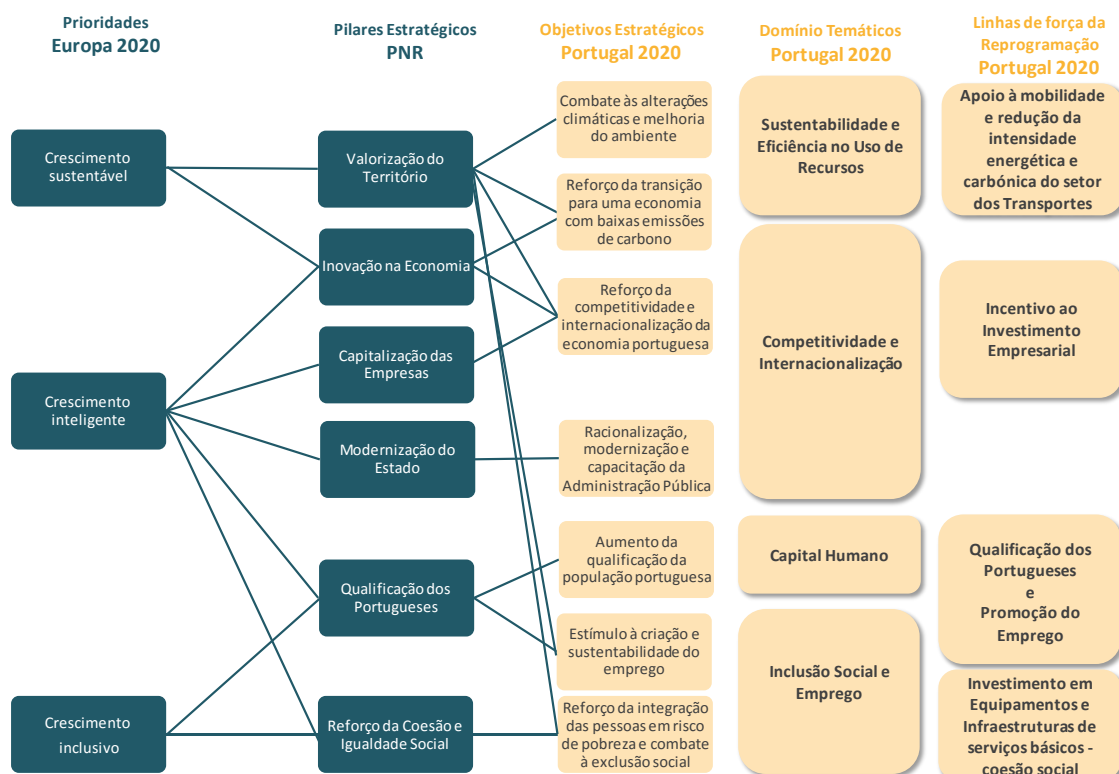 Prioridades
Europa 2020
Pilares Estratégicos
PNR
Objetivos Estratégicos
Portugal 2020
Domínio Temáticos
Portugal 2020
Linhas de força da
Reprogramação
Portugal 2020
Crescimento
sustentável
Crescimento
inteligente
Crescimento
inclusivo
Valorização do
Território
Inovação na Economia
Capitalização das
Empresas
Modernização do
Estado
Qualificação dos
Portugueses
Reforço da Coesão e
Igualdade Social
Combate às alterações
climáticas e melhoria
do ambiente
Reforço da transição
para uma economia
com baixas emissões
de carbono
Reforço da
competitividade e
internacionalização da
economia portuguesa
Racionalização,
modernização e
capacitação da
Administração Pública
Aumento da
qualificação da
população portuguesa
Estímulo à criação e
sustentabilidade do
emprego
Reforço da integração
das pessoas em risco
de pobreza e combate
à exclusão social
Sustentabilidade e
Eficiência no Uso de
Recursos
Competitividade e
Internacionalização
Capital Humano
Inclusão Social e
Emprego
Apoio à mobilidade
e redução da
intensidade
energética e
carbónica do setor
dos Transportes
Incentivo ao
Investimento
Empresarial
Qualificação dos
Portugueses
e
Promoção do
Emprego
Investimento em
Equipamentos e
Infraestruturas de
serviços básicos -
coesão social